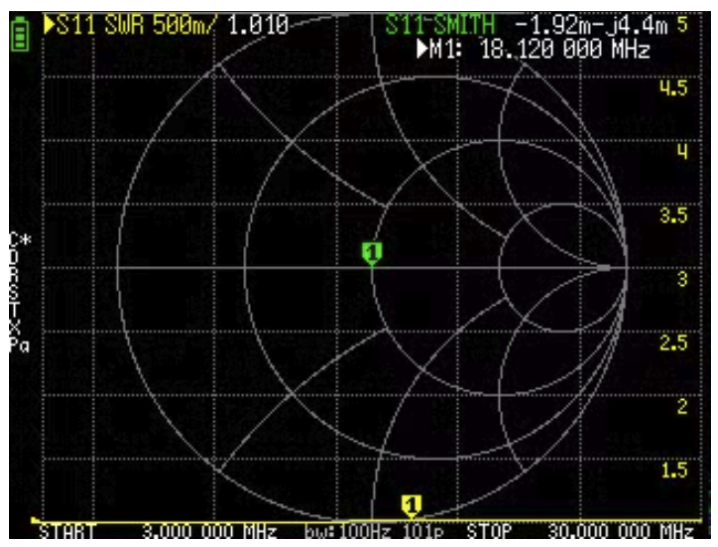 ▶S11 SWR 500m/ 1.010
S11 SMITH -1.92m-j4.4m
▶M1: 18.120 000 MHz
5
4.5
4
3.5
3
2.5
2
1.5
C*
D
R
S
T
X
Pa
1
1
START 3.000 000 MHz bw:100Hz 101p STOP 30.000 000 MHz